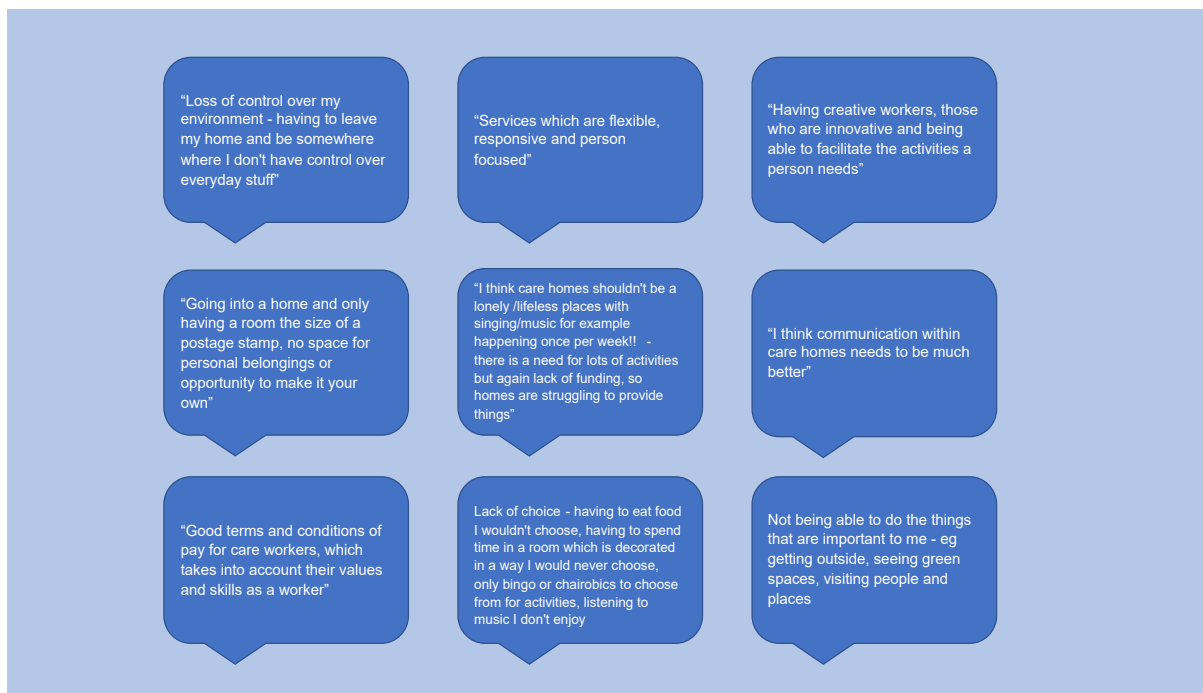 “Loss of control over my
environment - having to leave
my home and be somewhere
where I don't have control over
everyday stuff”
“Services which are flexible,
responsive and person
focused”
“Having creative workers, those
who are innovative and being
able to facilitate the activities a
person needs”
“Going into a home and only
having a room the size of a
postage stamp, no space for
personal belongings or
opportunity to make it your
own”
“I think care homes shouldn't be a
lonely /lifeless places with
singing/music for example
happening once per week!! -
there is a need for lots of activities
but again lack of funding, so
homes are struggling to provide
things”
“I think communication within
care homes needs to be much
better”
“Good terms and conditions of
pay for care workers, which
takes into account their values
and skills as a worker”
Lack of choice - having to eat food
I wouldn't choose, having to spend
time in a room which is decorated
in a way I would never choose,
only bingo or chairobics to choose
from for activities, listening to
music I don't enjoy
Not being able to do the things
that are important to me - eg
getting outside, seeing green
spaces, visiting people and
places